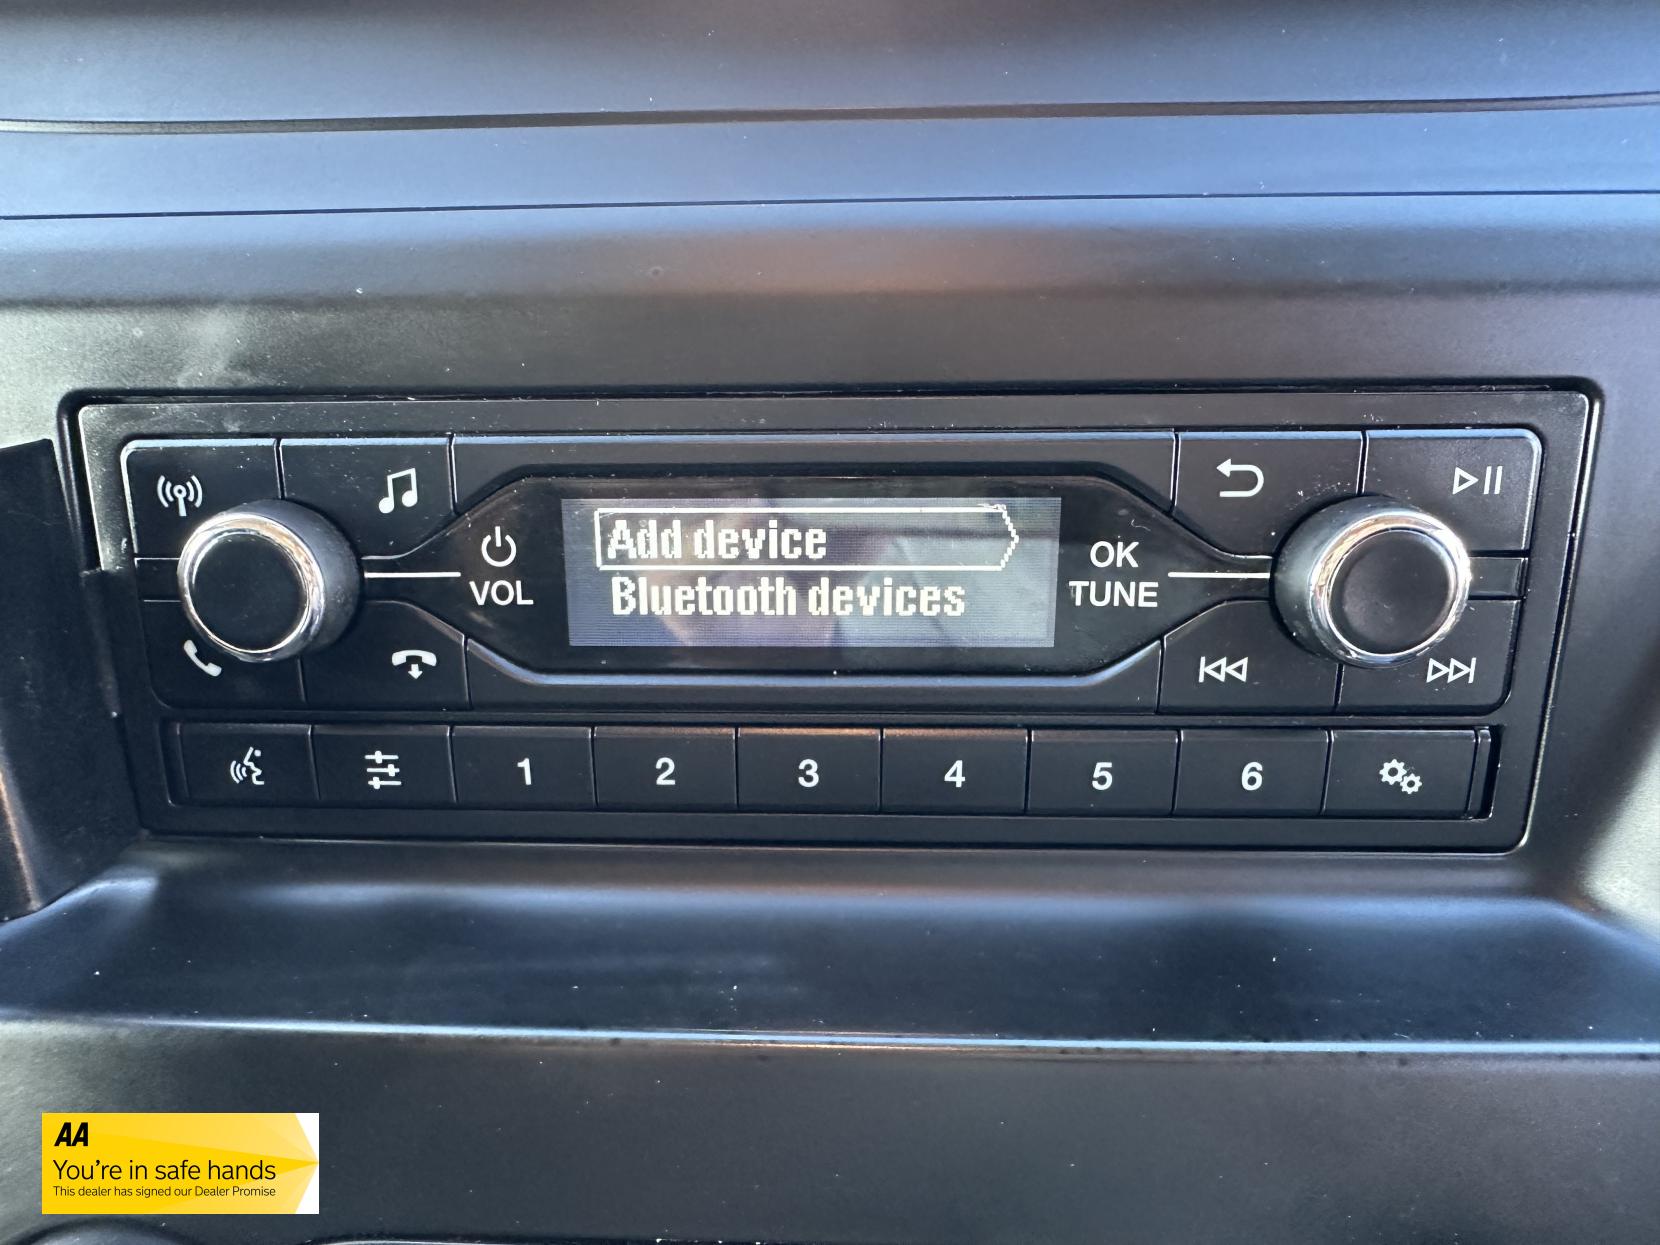 Add device
Bluetooth devices
VOL
OK
TUNE
1 2 3 4 5 6
AA
You're in safe hands
This dealer has signed our Dealer Promise